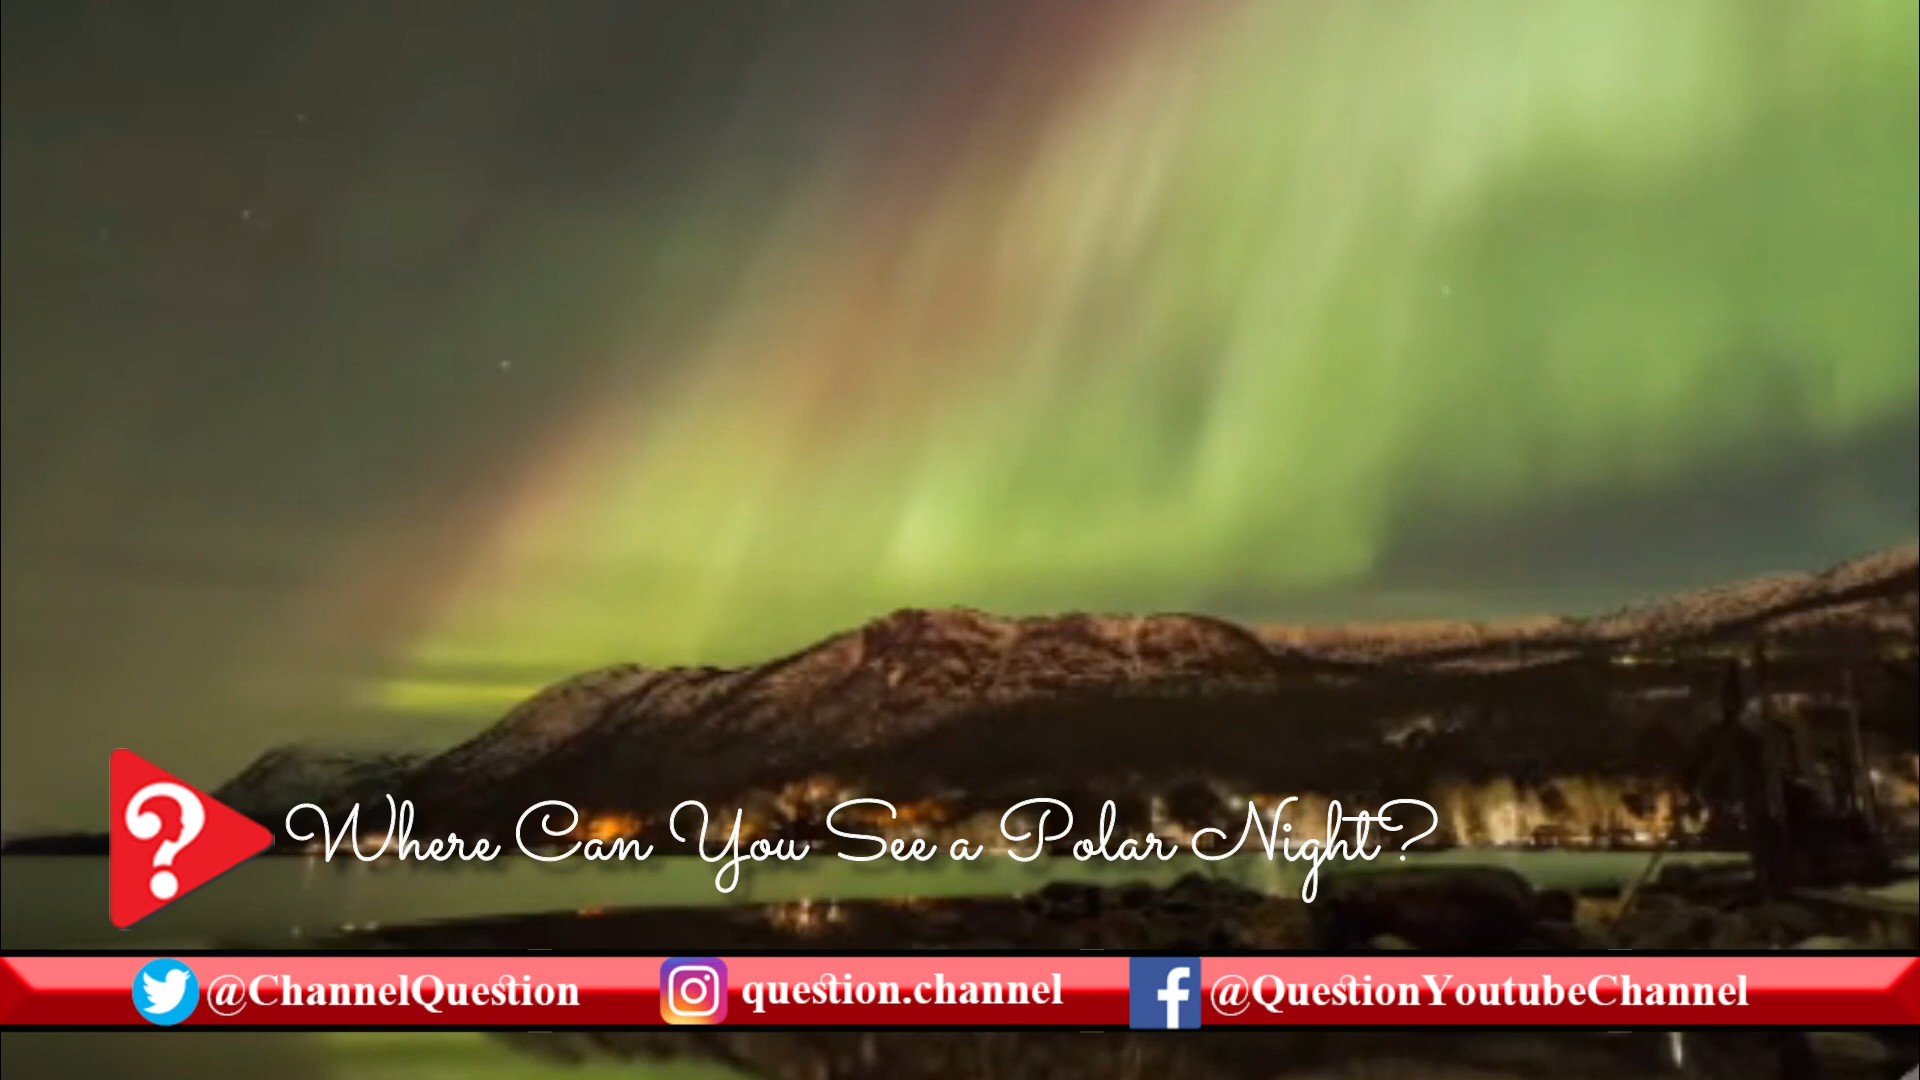 ?
Where Can You See a Polar Night?
@ChannelQuestion
question.channel
@QuestionYoutubeChannel